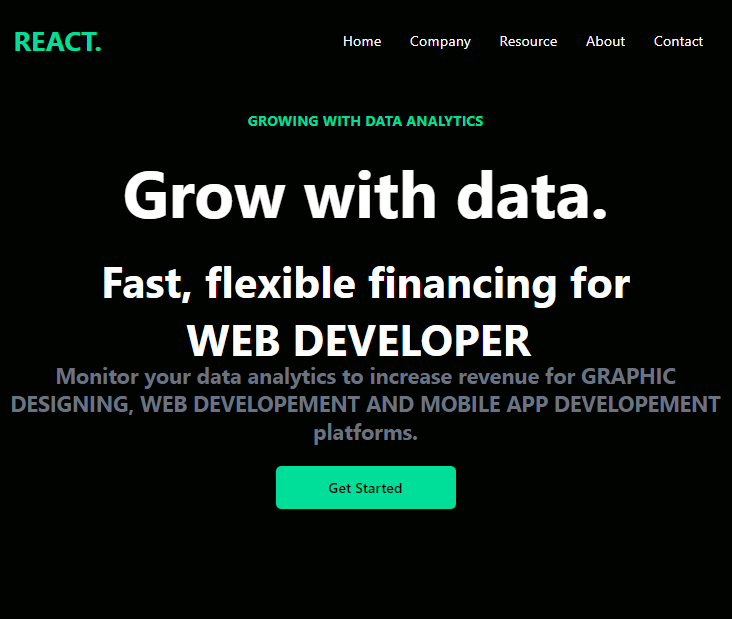 REACT.
Home Company Resource About Contact
GROWING WITH DATA ANALYTICS
Grow with data.
Fast, flexible financing for
WEB DEVELOPER
Monitor your data analytics to increase revenue for GRAPHIC
DESIGNING, WEB DEVELOPEMENT AND MOBILE APP DEVELOPEMENT
platforms.
Get Started